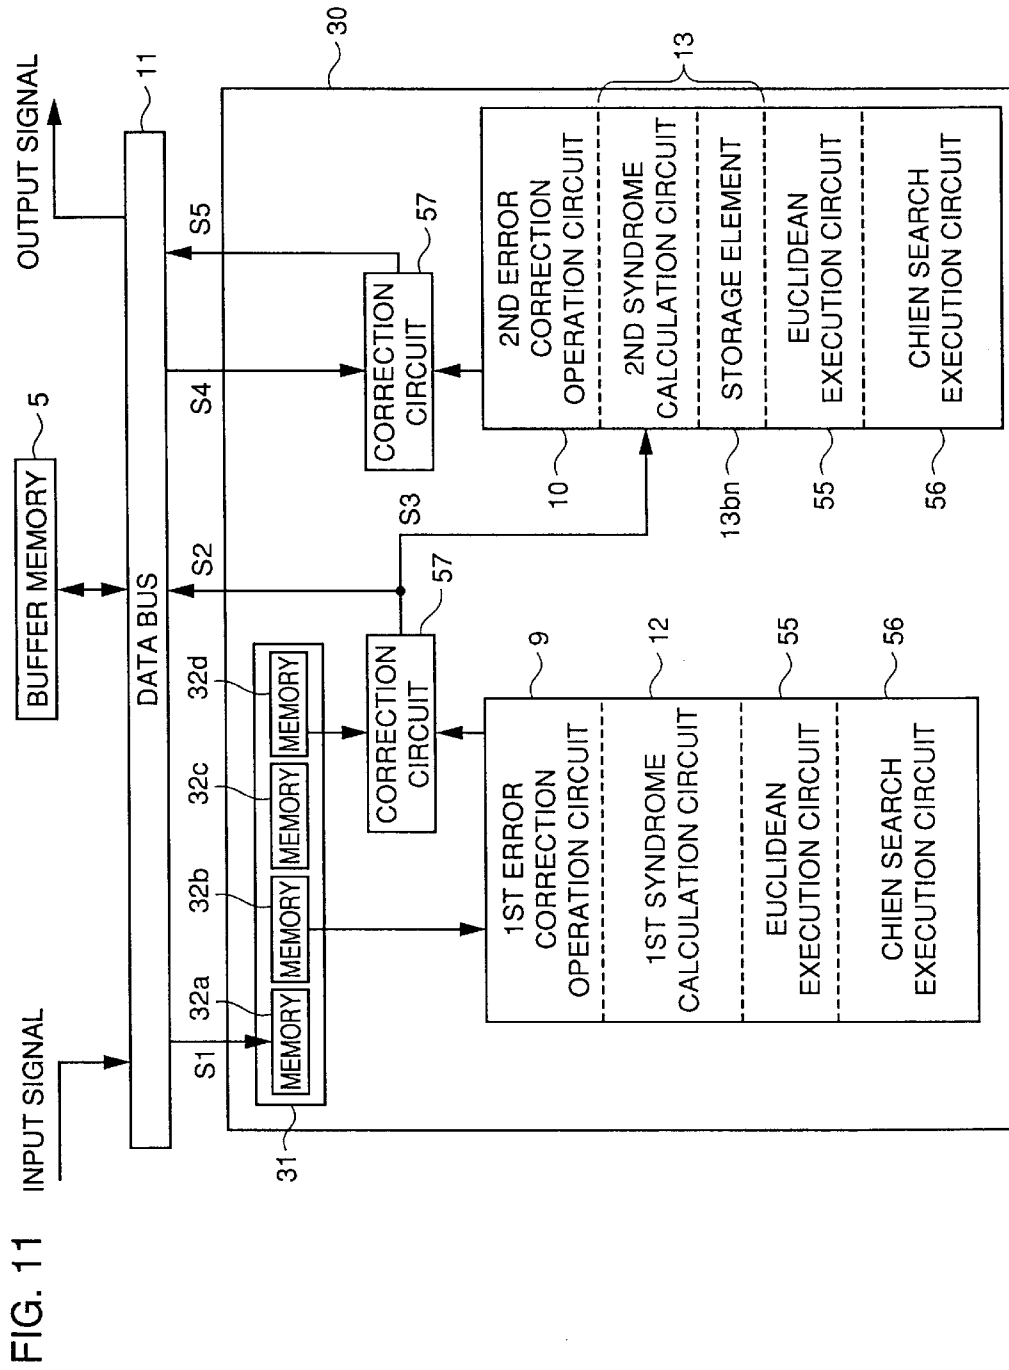 FIG. 11
INPUT SIGNAL
BUFFER MEMORY
5
OUTPUT SIGNAL
DATA BUS
11
S1
S2
S4
S5
30
31
32a
32b
32c
32d
MEMORY
MEMORY
MEMORY
MEMORY
CORRECTION
CIRCUIT
57
S3
CORRECTION
CIRCUIT
57
1ST ERROR
CORRECTION
OPERATION CIRCUIT
9
1ST SYNDROME
CALCULATION CIRCUIT
12
EUCLIDEAN
EXECUTION CIRCUIT
55
CHIEN SEARCH
EXECUTION CIRCUIT
56
2ND ERROR
CORRECTION
OPERATION CIRCUIT
10
2ND SYNDROME
CALCULATION CIRCUIT
13
STORAGE ELEMENT
13bn
EUCLIDEAN
EXECUTION CIRCUIT
55
CHIEN SEARCH
EXECUTION CIRCUIT
56